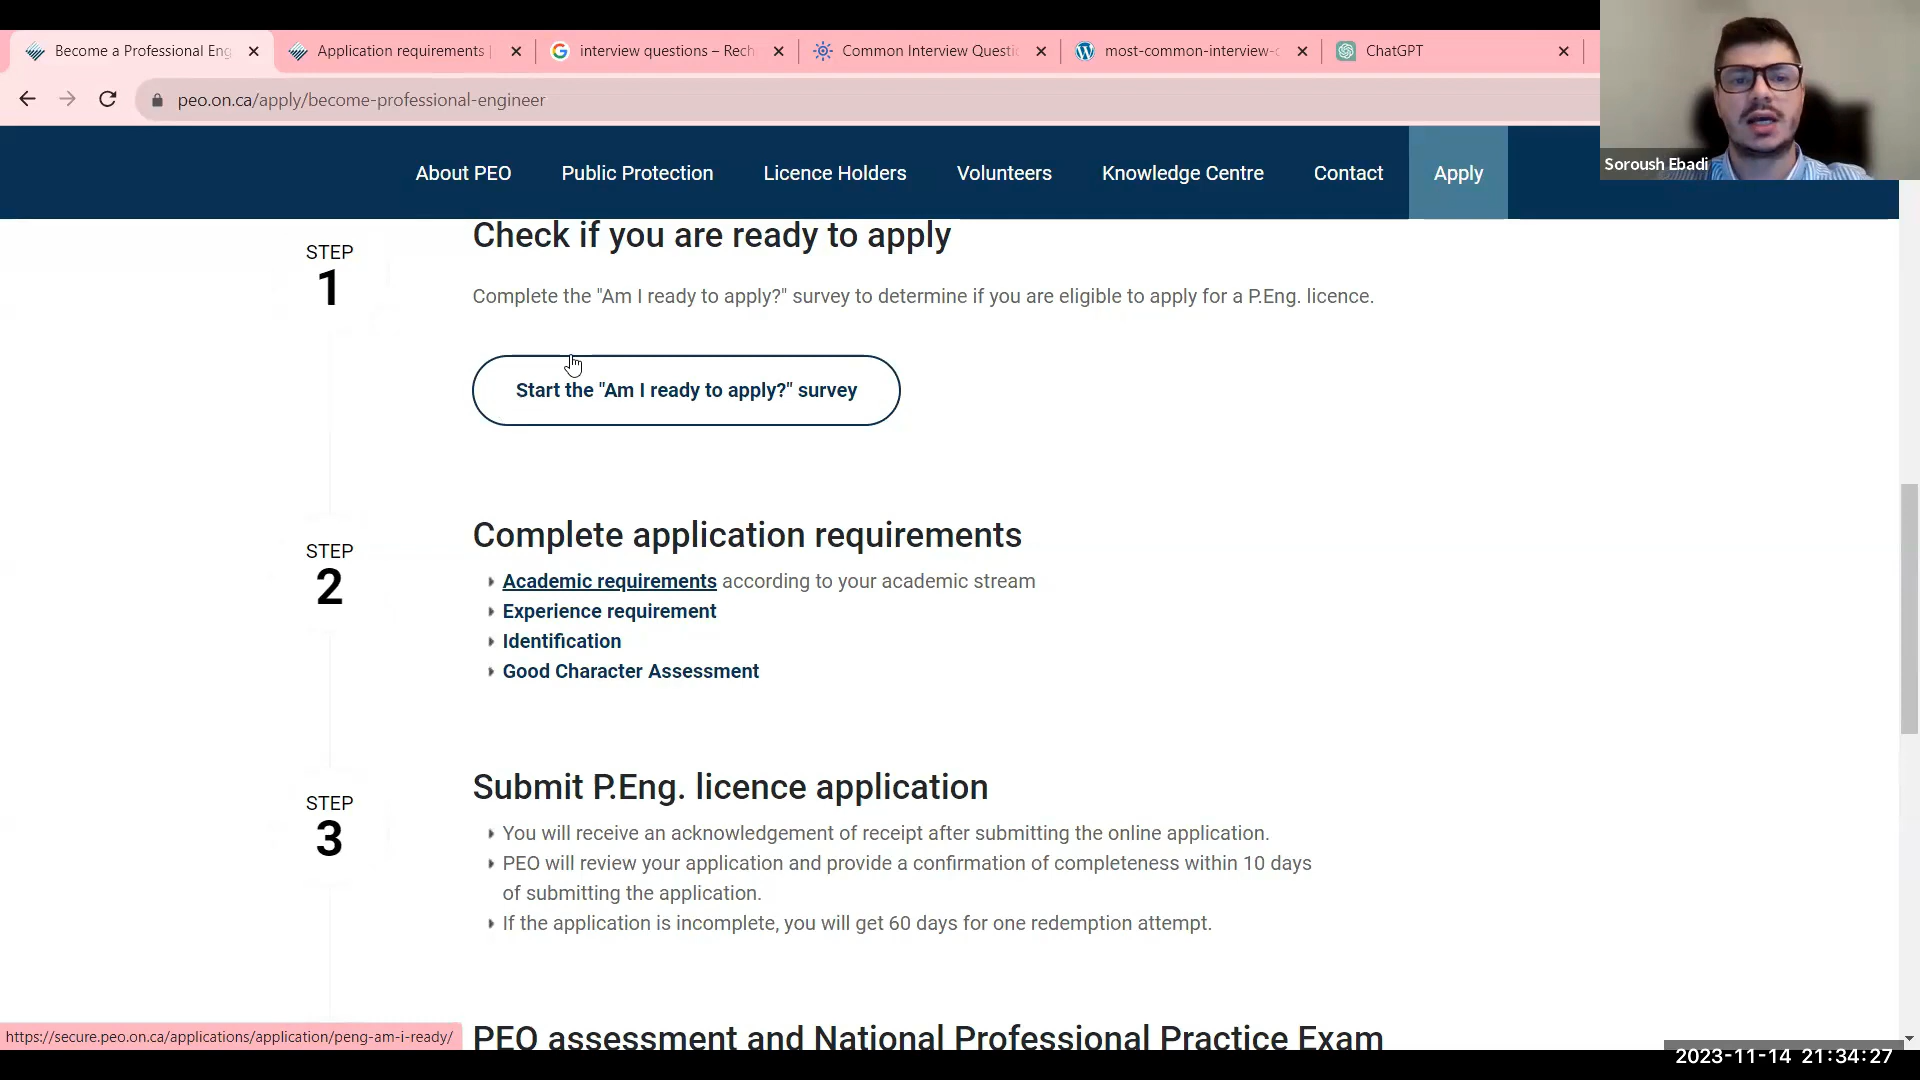 Become a Professional Eng
Application requirements |
interview questions – Rech
Common Interview Questi
most-common-interview-
ChatGPT
peo.on.ca/apply/become-professional-engineer
Soroush Ebadi
About PEO
Public Protection
Licence Holders
Volunteers
Knowledge Centre
Contact
Apply
STEP
1
Check if you are ready to apply
Complete the "Am I ready to apply?" survey to determine if you are eligible to apply for a P.Eng. licence.
Start the "Am I ready to apply?" survey
STEP
2
Complete application requirements
Academic requirements according to your academic stream
Experience requirement
Identification
Good Character Assessment
STEP
3
Submit P.Eng. licence application
You will receive an acknowledgement of receipt after submitting the online application.
PEO will review your application and provide a confirmation of completeness within 10 days
of submitting the application.
If the application is incomplete, you will get 60 days for one redemption attempt.
https://secure.peo.on.ca/applications/application/peng-am-i-ready/
PEO assessment and National Professional Practice Exam
2023-11-14 21:34:27